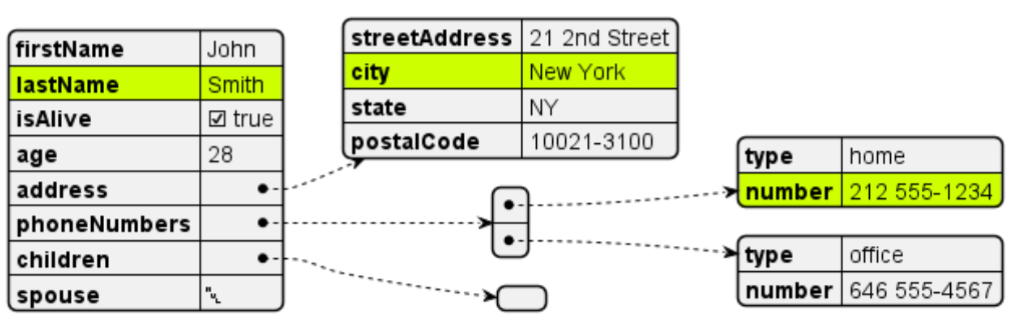 firstName John
lastName Smith
isAlive ☑ true
age 28
address
phoneNumbers
children
spouse ␀
streetAddress 21 2nd Street
city New York
state NY
postalCode 10021-3100
type home
number 212 555-1234
type office
number 646 555-4567